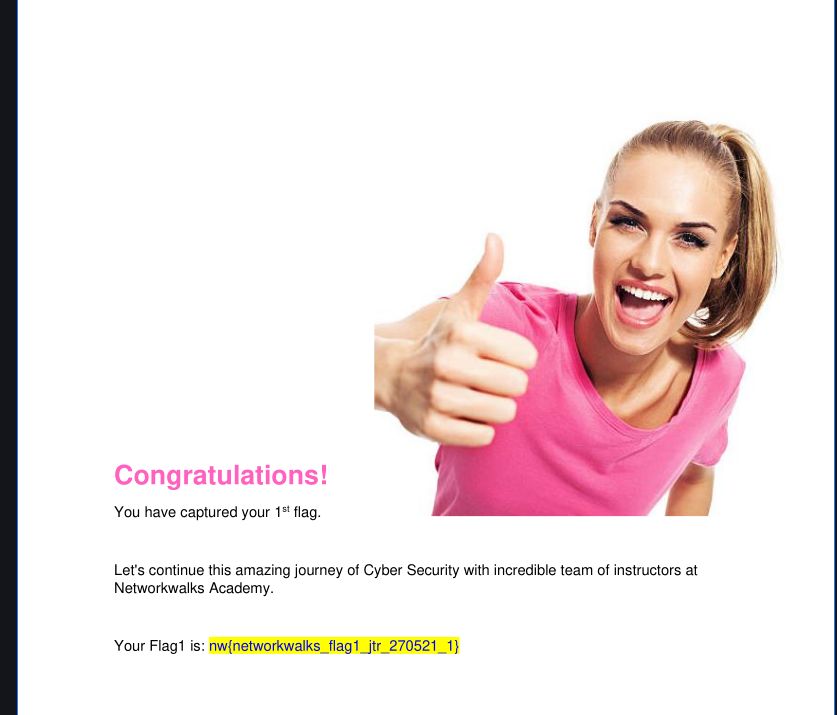 Congratulations!
You have captured your 1st flag.
Let's continue this amazing journey of Cyber Security with incredible team of instructors at
Networkwalks Academy.
Your Flag1 is: nw{networkwalks_flag1_jtr_270521_1}